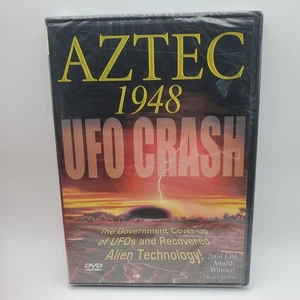 AZTEC
1948
UFO CRASH
The Government Cover-up
of UFOs and Recovered
Alien Technology!
2004 EBE
Award
Winner!
DVD